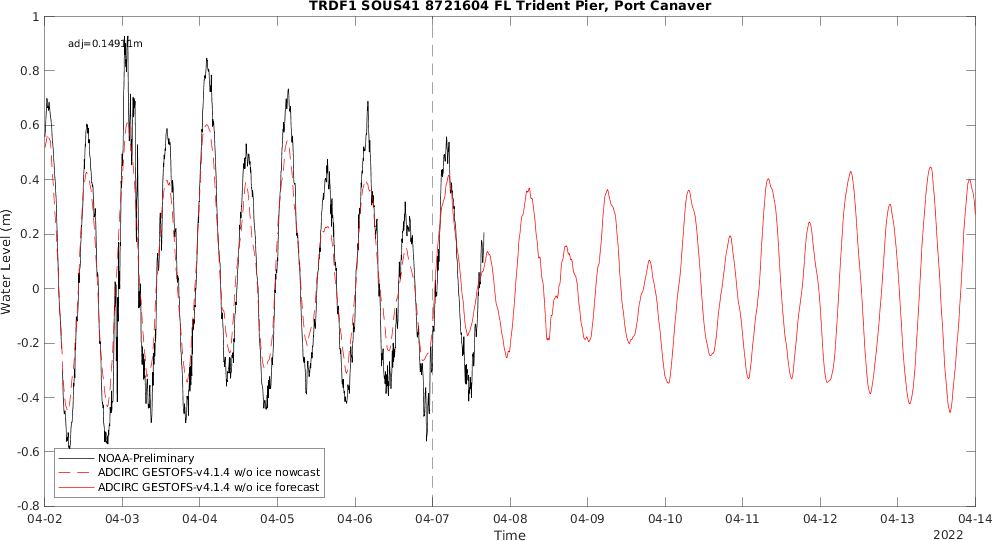 TRDF1 SOUS41 8721604 FL Trident Pier, Port Canaver
adj=0.14911m
Water Level (m)
1
0.8
0.6
0.4
0.2
0
-0.2
-0.4
-0.6
-0.8
NOAA-Preliminary
ADCIRC GESTOFS-v4.1.4 w/o ice nowcast
ADCIRC GESTOFS-v4.1.4 w/o ice forecast
04-02 04-03 04-04 04-05 04-06 04-07 04-08 04-09 04-10 04-11 04-12 04-13 04-14
Time
2022